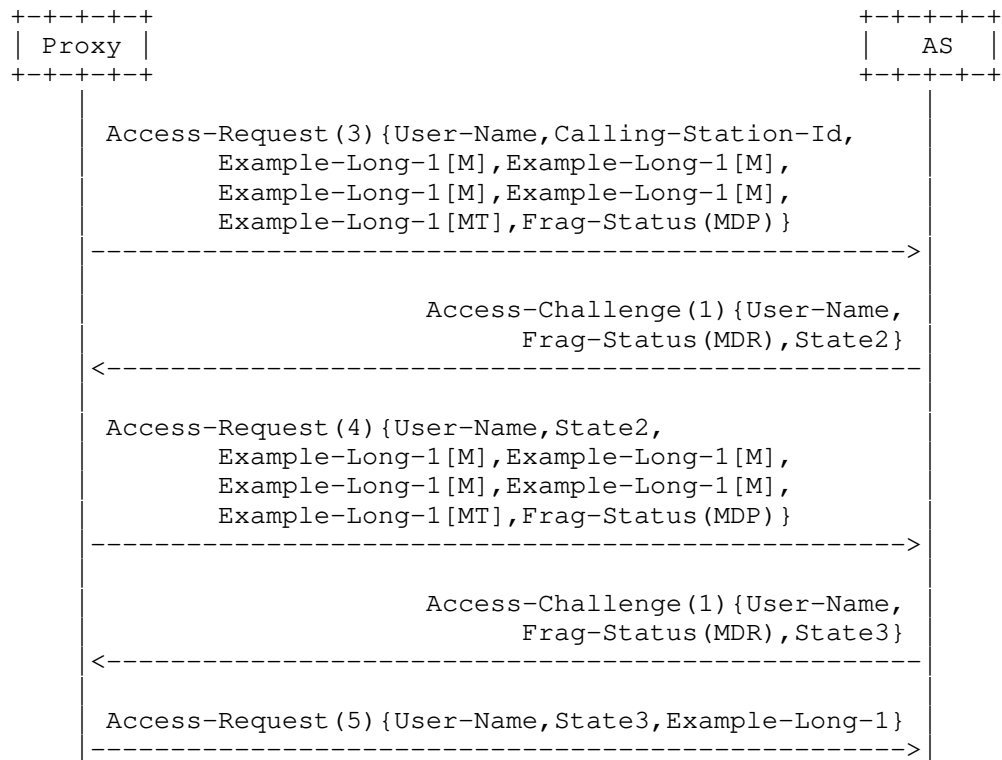 +-+-+-+-+ +-+-+-+-+
| Proxy | | AS |
+-+-+-+-+ +-+-+-+-+
Access-Request(3){User-Name,Calling-Station-Id,
Example-Long-1[M],Example-Long-1[M],
Example-Long-1[M],Example-Long-1[M],
Example-Long-1[MT],Frag-Status(MDP)}
--------------------------------------------------->
Access-Challenge(1){User-Name,
Frag-Status(MDR),State2}
<---------------------------------------------------
Access-Request(4){User-Name,State2,
Example-Long-1[M],Example-Long-1[M],
Example-Long-1[M],Example-Long-1[M],
Example-Long-1[MT],Frag-Status(MDP)}
--------------------------------------------------->
Access-Challenge(1){User-Name,
Frag-Status(MDR),State3}
<---------------------------------------------------
Access-Request(5){User-Name,State3,Example-Long-1}
--------------------------------------------------->